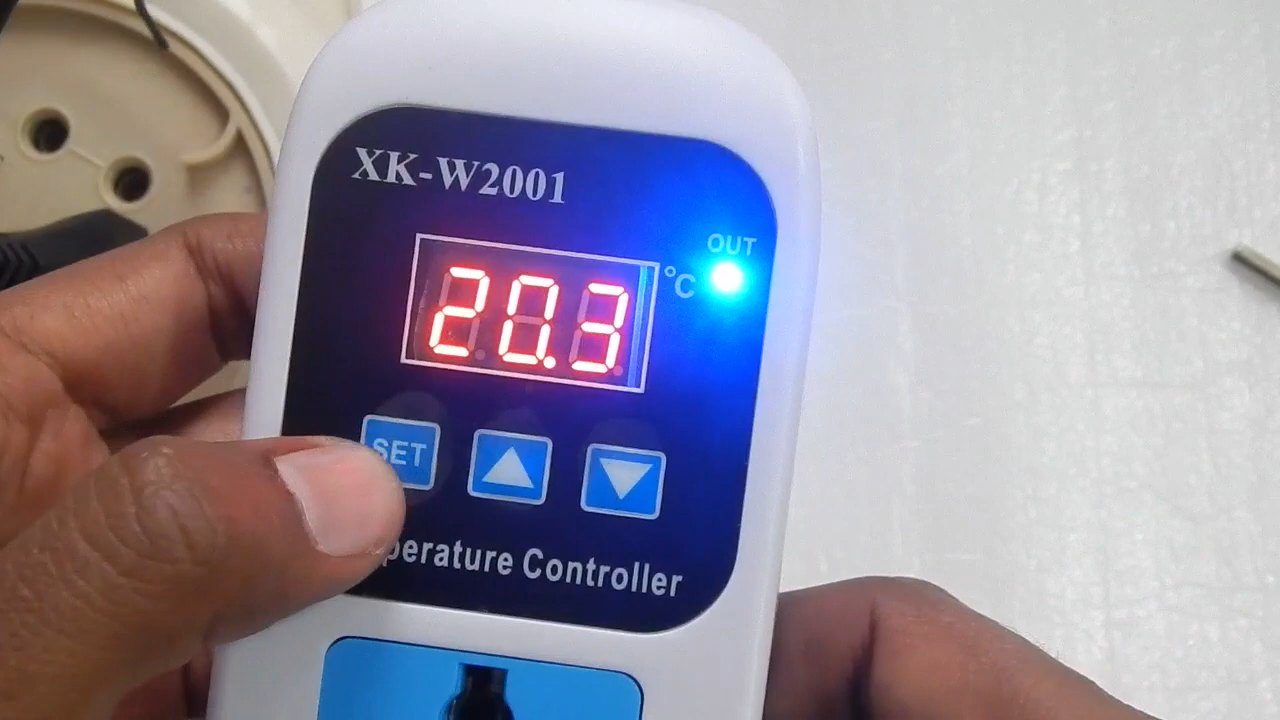 XK-W2001
OUT
20.3 °C
SET
perature Controller